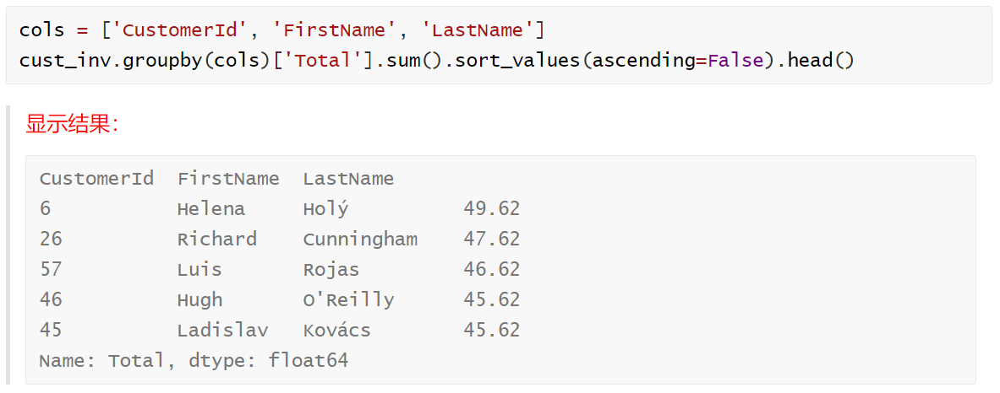 cols = ['CustomerId', 'FirstName', 'LastName']
cust_inv.groupby(cols)['Total'].sum().sort_values(ascending=False).head()
显示结果：
CustomerId  FirstName  LastName
6           Helena     Holý          49.62
26          Richard    Cunningham    47.62
57          Luis       Rojas         46.62
46          Hugh       O'Reilly      45.62
45          Ladislav   Kovács        45.62
Name: Total, dtype: float64